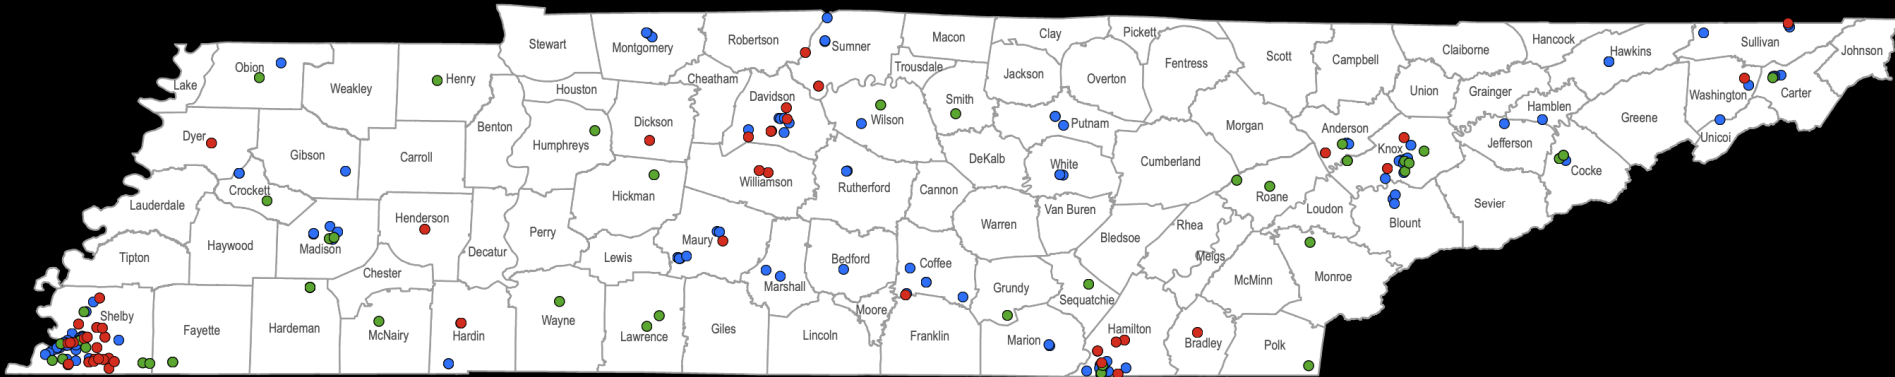 Stewart
Montgomery
Robertson
Sumner
Macon
Clay
Pickett
Scott
Campbell
Claiborne
Hancock
Hawkins
Sullivan
Johnson
Lake
Obion
Weakley
Henry
Houston
Cheatham
Trousdale
Jackson
Overton
Fentress
Union
Grainger
Hamblen
Washington
Carter
Dyer
Gibson
Carroll
Benton
Humphreys
Dickson
Davidson
Wilson
Smith
Putnam
Morgan
Anderson
Knox
Jefferson
Greene
Unicoi
Crockett
Lauderdale
Madison
Henderson
Hickman
Williamson
Rutherford
Cannon
DeKalb
White
Cumberland
Roane
Loudon
Blount
Sevier
Cocke
Tipton
Haywood
Chester
Decatur
Perry
Lewis
Maury
Marshall
Bedford
Coffee
Warren
Van Buren
Bledsoe
Rhea
Meigs
McMinn
Monroe
Shelby
Fayette
Hardeman
McNairy
Hardin
Wayne
Lawrence
Giles
Lincoln
Moore
Franklin
Grundy
Marion
Sequatchie
Hamilton
Bradley
Polk